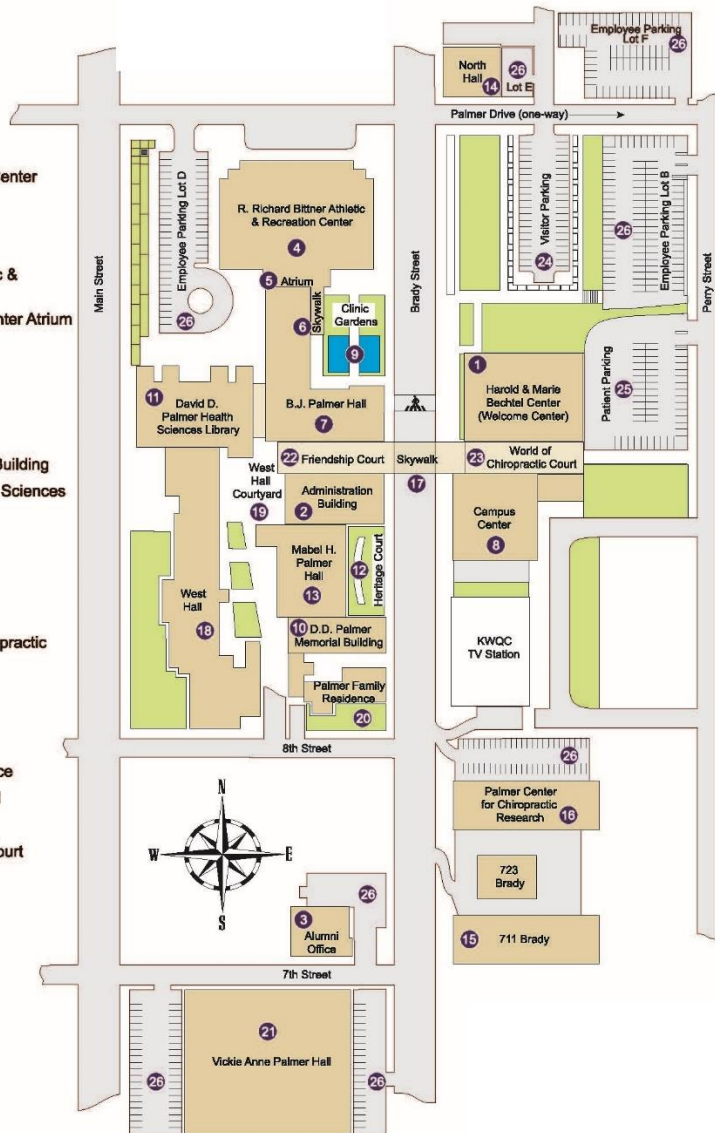 enter
c &
nter Atrium
Building
Sciences
opractic
ce
ourt
Employee Parking
Lot F
26
North
Hall
14
26
Lot E
Palmer Drive (one-way)
Main Street
Employee Parking Lot D
26
R. Richard Bittner Athletic
& Recreation Center
4
5 Atrium
Skywalk
6
Clinic
Gardens
9
Brady Street
Visitor Parking
24
26
Employee Parking Lot B
Perry Street
11
David D.
Palmer Health
Sciences Library
B.J. Palmer Hall
7
1
Harold & Marie
Bechtel Center
(Welcome Center)
Patient Parking
25
22 Friendship Court
Skywalk
17
23 World of
Chiropractic Court
West
Hall
Courtyard
19
Administration
Building
2
Campus
Center
8
Mabel H.
Palmer
Hall
13
12
Heritage Court
West
Hall
18
10 D.D. Palmer
Memorial Building
Palmer Family
Residence
20
KWQC
TV Station
8th Street
26
N
W E
S
Palmer Center
for Chiropractic
Research
16
723
Brady
26
3
Alumni
Office
15 711 Brady
7th Street
21
Vickie Anne Palmer Hall
26
26